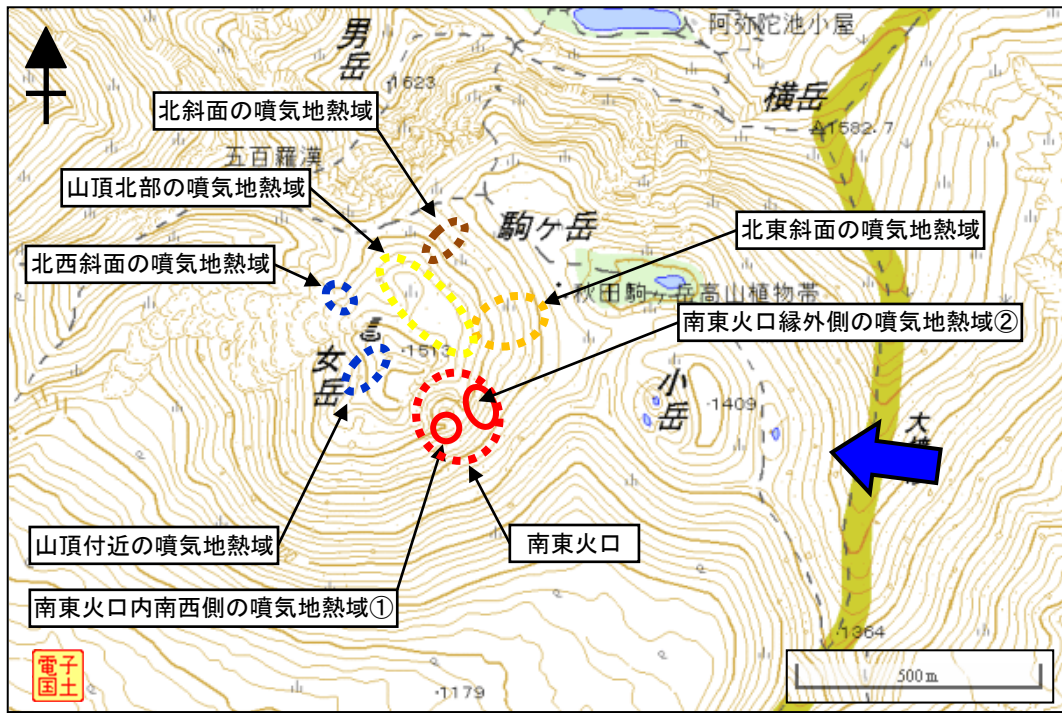 阿弥陀池小屋
男岳
1623
横岳
1582.7
北斜面の噴気地熱域
五百羅漢
山頂北部の噴気地熱域
駒ヶ岳
北東斜面の噴気地熱域
北西斜面の噴気地熱域
秋田駒ヶ岳高山植物帯
南東火口縁外側の噴気地熱域②
女岳
1513
小岳
1409
山頂付近の噴気地熱域
南東火口
南東火口内南西側の噴気地熱域①
1364
電子
国土
500m
1179